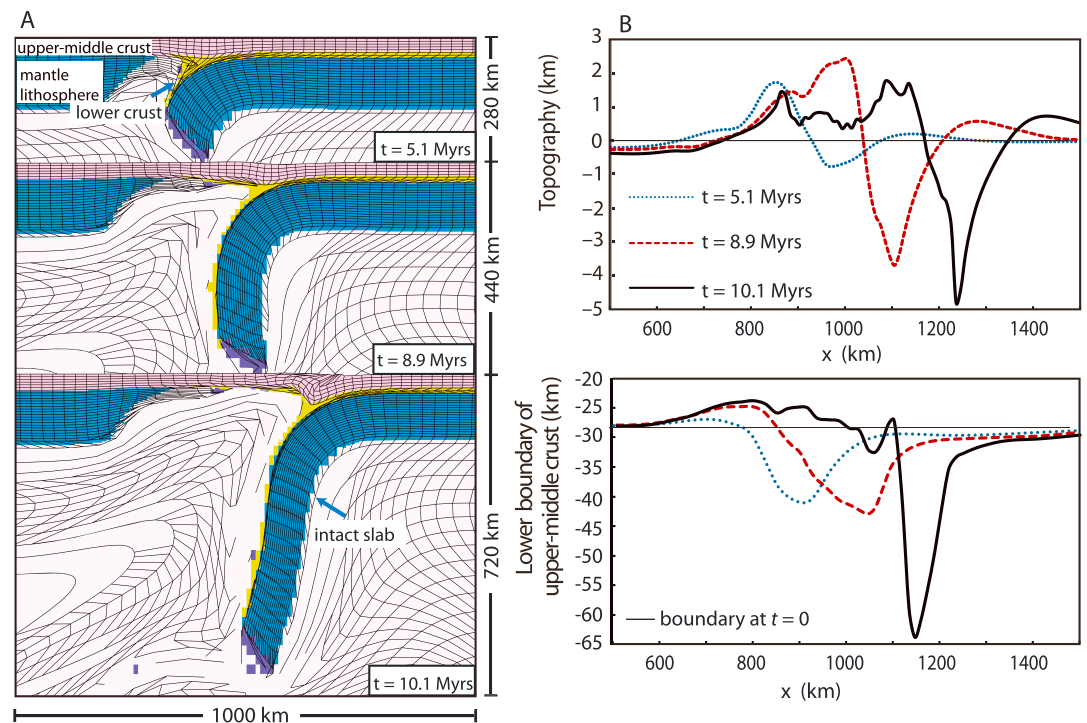 A
upper-middle crust
mantle
lithosphere
lower crust
t = 5.1 Myrs
280 km
t = 8.9 Myrs
440 km
intact slab
t = 10.1 Myrs
720 km
1000 km
B
Topography (km)
3
2
1
0
−1
−2
−3
−4
−5
t = 5.1 Myrs
t = 8.9 Myrs
t = 10.1 Myrs
600 800 1000 1200 1400
x (km)
Lower boundary of
upper-middle crust (km)
-20
-25
-30
-35
-40
-45
-50
-55
-60
-65
boundary at t = 0
600 800 1000 1200 1400
x (km)